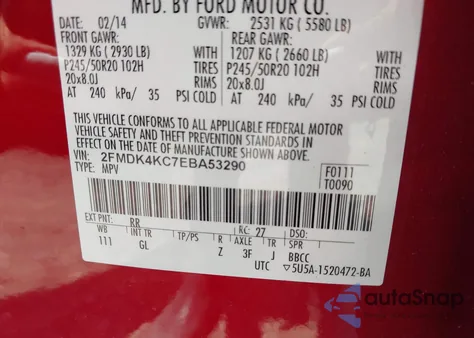 MFD. BY FORD MOTOR CO.
02/14 GVWR: 2531 KG ( 5580 LB)
FRONT GAWR: REAR GAWR:
1329 KG ( 2930 LB) WITH 1207 KG ( 2660 LB) WITH
P245/50R20 102H TIRES P245/50R20 102H TIRES
20x8.0J RIMS 20x8.0J RIMS
AT 240 kPa/ 35 PSI COLD AT 240 kPa/ 35 PSI COLD
THIS VEHICLE CONFORMS TO ALL APPLICABLE FEDERAL MOTOR
VEHICLE SAFETY AND THEFT PREVENTION STANDARDS IN
EFFECT ON THE DATE OF MANUFACTURE SHOWN ABOVE.
VIN: 2FMDK4KC7EBA53290
TYPE: MPV
F0111
T0090
EXT PNT: RR RC: 27 DSO:
WB INT TR TP/PS R AXLE TR SPR
111 GL Z 3F J BBCC
UTC ▽5U5A-1520472-BA
autoSnap